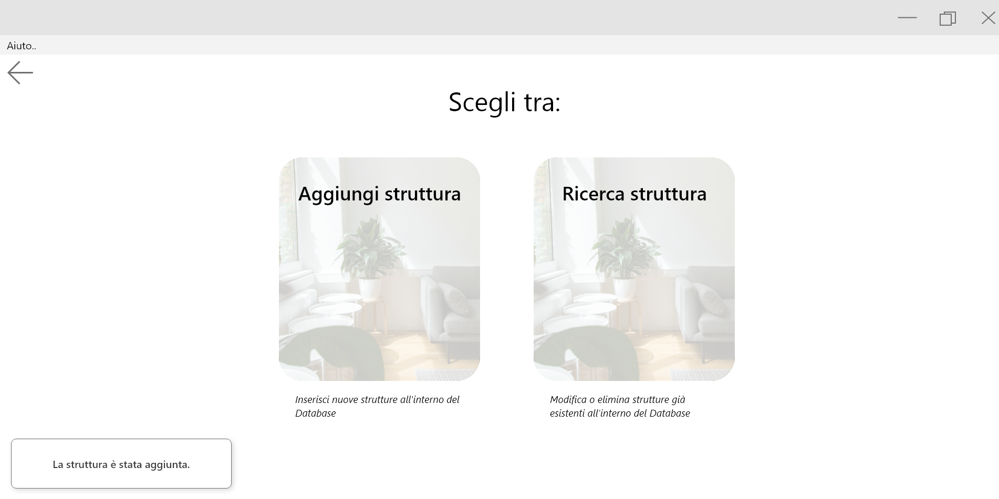 Aiuto..
Scegli tra:
Aggiungi struttura
Ricerca struttura
Inserisci nuove strutture all'interno del
Database
Modifica o elimina strutture già
esistenti all'interno del Database
La struttura è stata aggiunta.